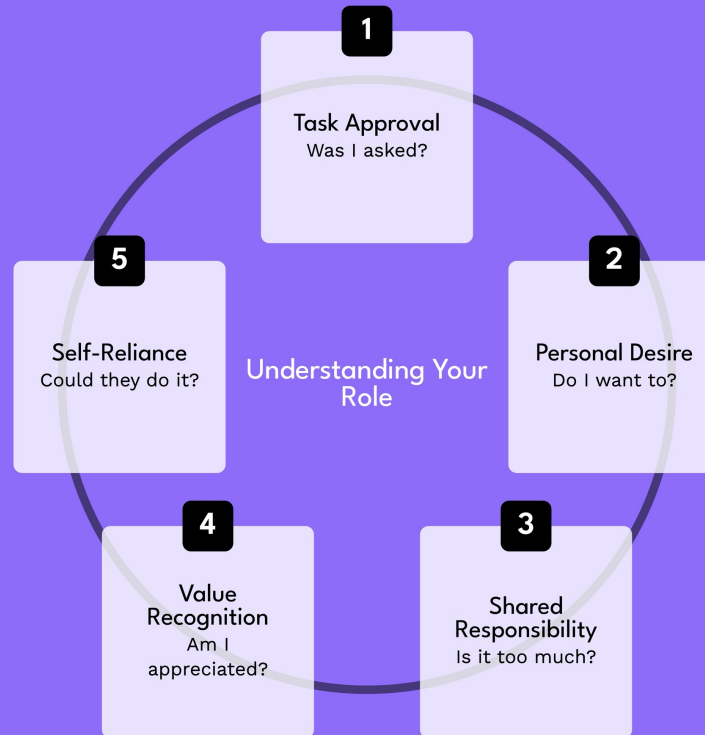 1
Task Approval
Was I asked?
2
Personal Desire
Do I want to?
3
Shared
Responsibility
Is it too much?
4
Value
Recognition
Am I
appreciated?
5
Self-Reliance
Could they do it?
Understanding Your
Role